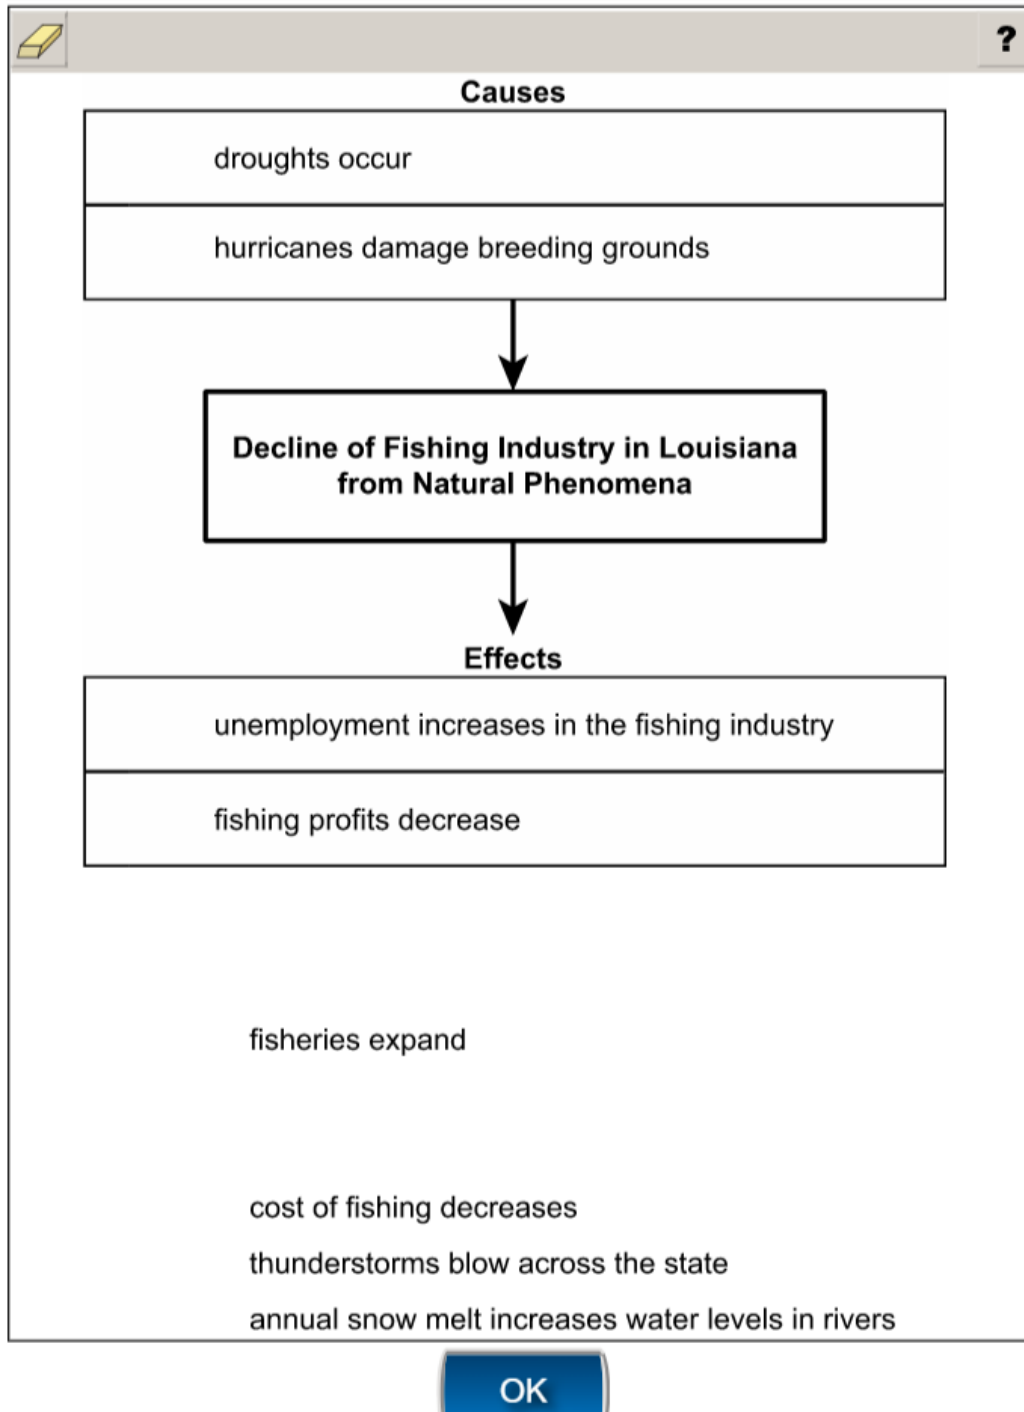 ?
Causes
droughts occur
hurricanes damage breeding grounds
Decline of Fishing Industry in Louisiana
from Natural Phenomena
Effects
unemployment increases in the fishing industry
fishing profits decrease
fisheries expand
cost of fishing decreases
thunderstorms blow across the state
annual snow melt increases water levels in rivers
OK